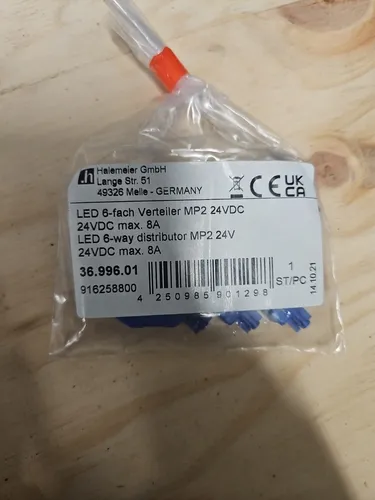 .h Halemeier GmbH
Lange Str. 51
49326 Melle - GERMANY
CE UK CA
LED 6-fach Verteiler MP2 24VDC
24VDC max. 8A
LED 6-way distributor MP2 24V
24VDC max. 8A
36.996.01
916258800
4 250985 901298
1
ST/PC
14.10.21